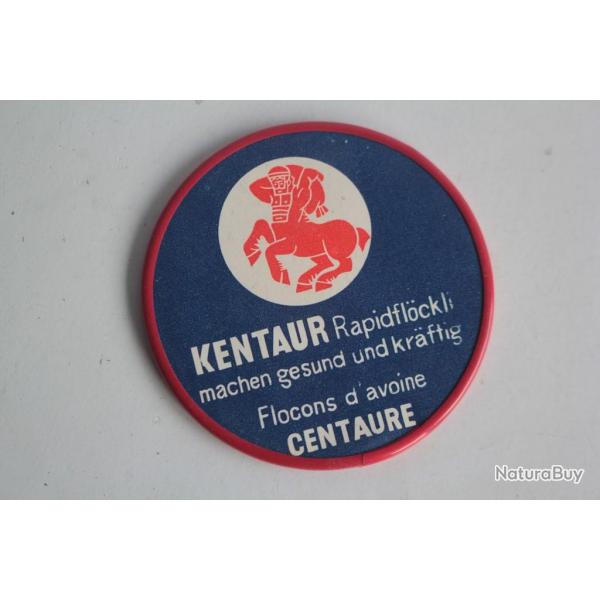 KENTAUR Rapidflöckli
machen gesund und kräftig
Flocons d'avoine
CENTAURE
NaturaBuy